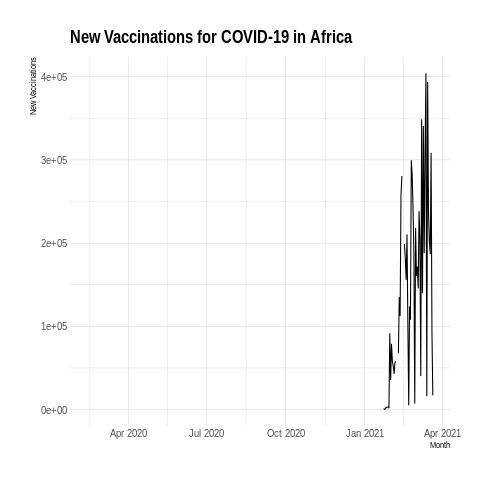 New Vaccinations for COVID-19 in Africa
New Vaccinations
4e+05
3e+05
2e+05
1e+05
0e+00
Apr 2020
Jul 2020
Oct 2020
Jan 2021
Apr 2021
Month